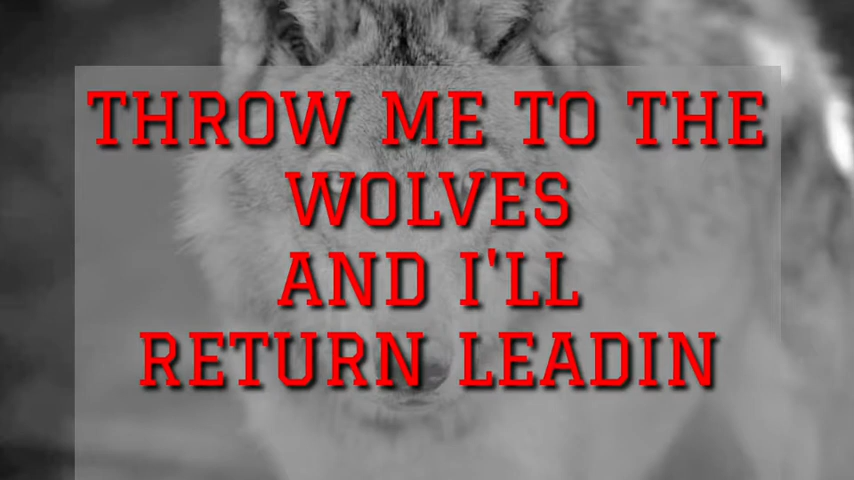 THROW ME TO THE
WOLVES
AND I'LL
RETURN LEADIN